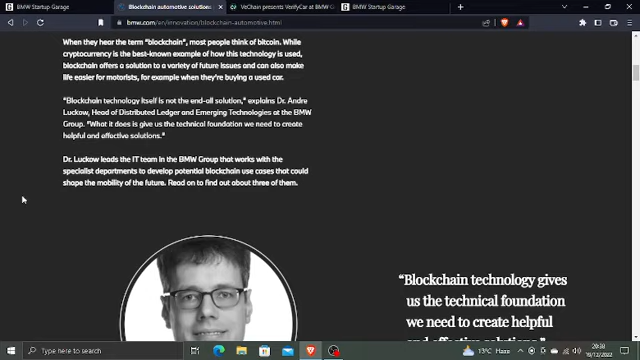 BMW Startup Garage
Blockchain automotive solutions:
VeChain presents VerifyCar at BMW G
BMW Startup Garage
bmw.com/en/innovation/blockchain-automotive.html
When they hear the term "blockchain", most people think of bitcoin. While
cryptocurrency is the best-known example of how this technology is used,
blockchain offers a solution to a variety of future issues and can also make
life easier for motorists, for example when they're buying a used car.
"Blockchain technology itself is not the end-all solution," explains Dr. Andre
Luckow, Head of Distributed Ledger and Emerging Technologies at the BMW
Group. "What it does is give us the technical foundation we need to create
helpful and effective solutions."
Dr. Luckow leads the IT team in the BMW Group that works with the
specialist departments to develop potential blockchain use cases that could
shape the mobility of the future. Read on to find out about three of them.
"Blockchain technology gives
us the technical foundation
we need to create helpful
and effective solutions"
Type here to search
13°C Haze
20:38
19/12/2022